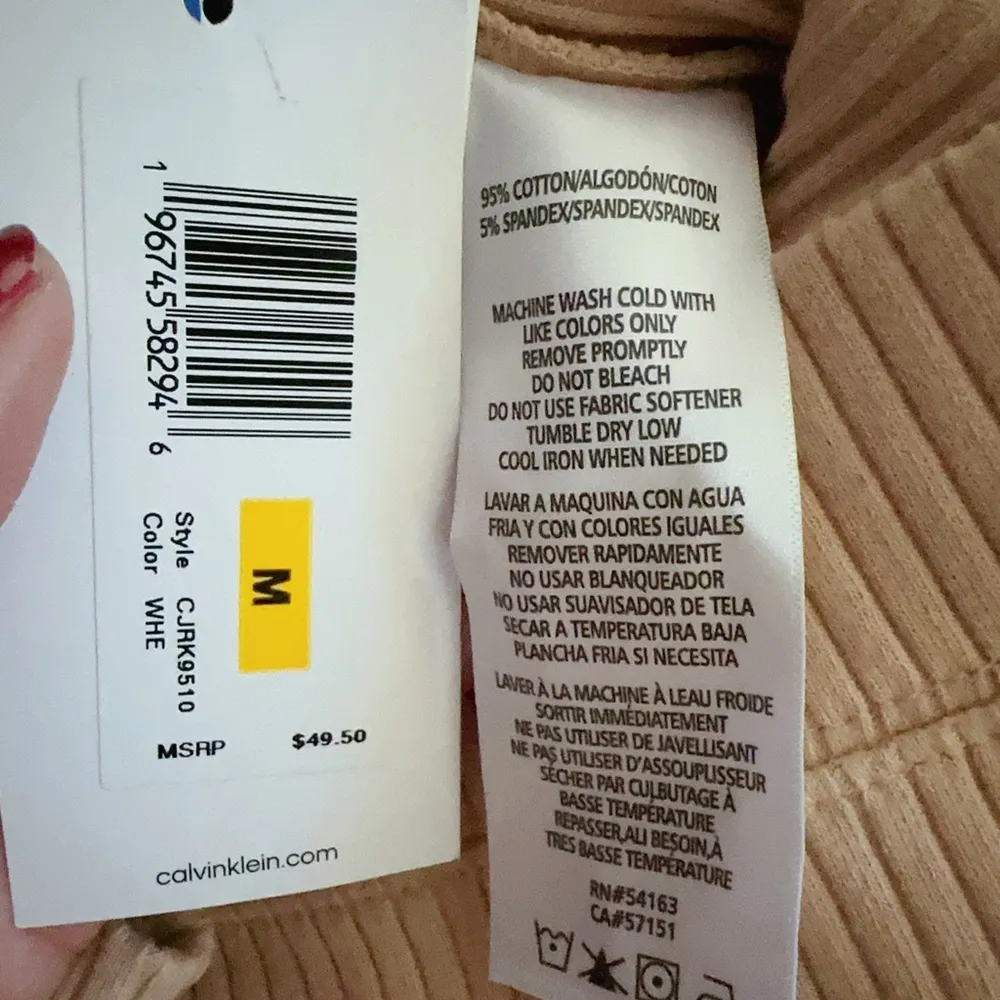 1 96745 58294 6
Style CJRK9510
Color WHE
M
MSRP $49.50
calvinklein.com
95% COTTON/ALGODÓN/COTON
5% SPANDEX/SPANDEX/SPANDEX
MACHINE WASH COLD WITH
LIKE COLORS ONLY
REMOVE PROMPTLY
DO NOT BLEACH
DO NOT USE FABRIC SOFTENER
TUMBLE DRY LOW
COOL IRON WHEN NEEDED
LAVAR A MAQUINA CON AGUA
FRIA Y CON COLORES IGUALES
REMOVER RAPIDAMENTE
NO USAR BLANQUEADOR
NO USAR SUAVISADOR DE TELA
SECAR A TEMPERATURA BAJA
PLANCHA FRIA SI NECESITA
LAVER À LA MACHINE À LEAU FROIDE
SORTIR IMMÉDIATEMENT
NE PAS UTILISER DE JAVELLISANT
NE PAS UTILISER D'ASSOUPLISSEUR
SÉCHER PAR CULBUTAGE À
BASSE TEMPÉRATURE
REPASSER,ALI BESOIN,À
TRES BASSE TEMPÉRATURE
RN#54163
CA#57151